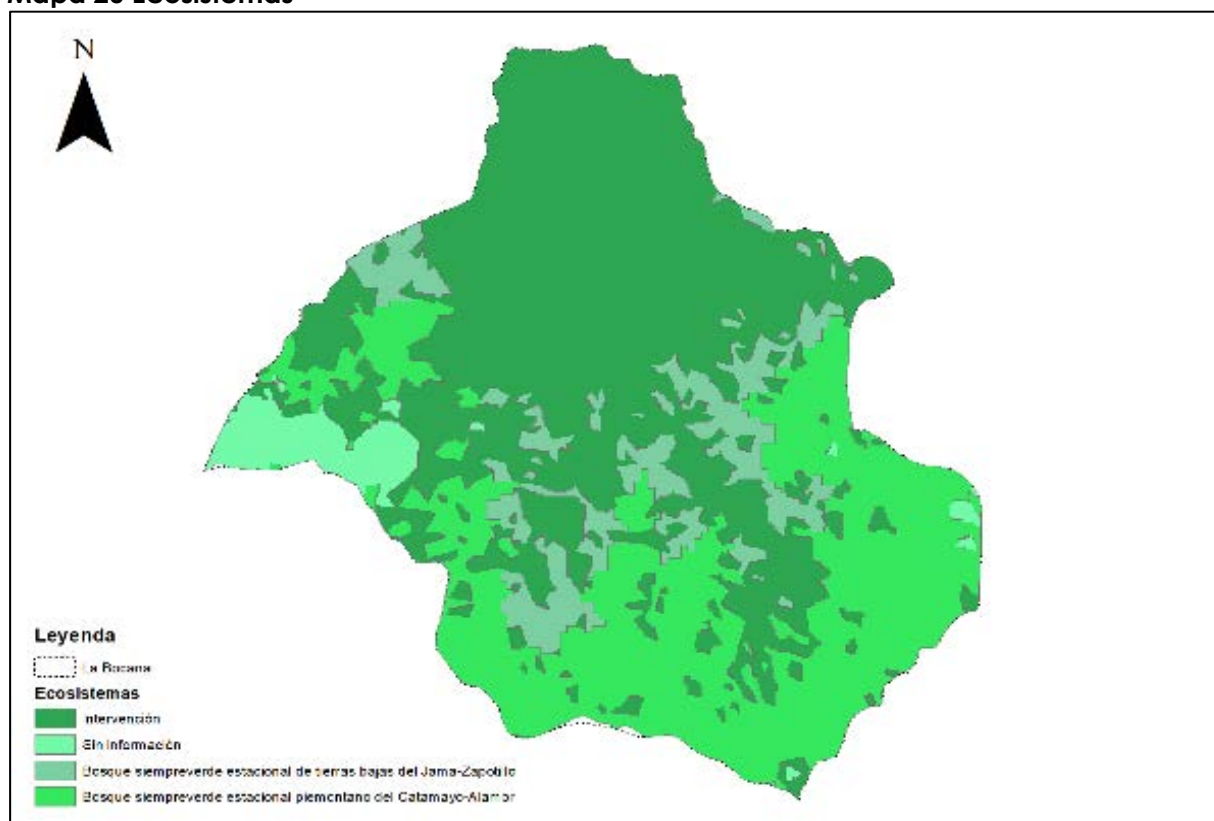 Mapa 20 Ecosistemas
N
Leyenda
La Bocana
Ecosistemas
Intervención
Sin información
Bosque siempreverde estacional de tierras bajas del Jama-Zapotillo
Bosque siempreverde estacional piemontano del Catamayo-Alamor